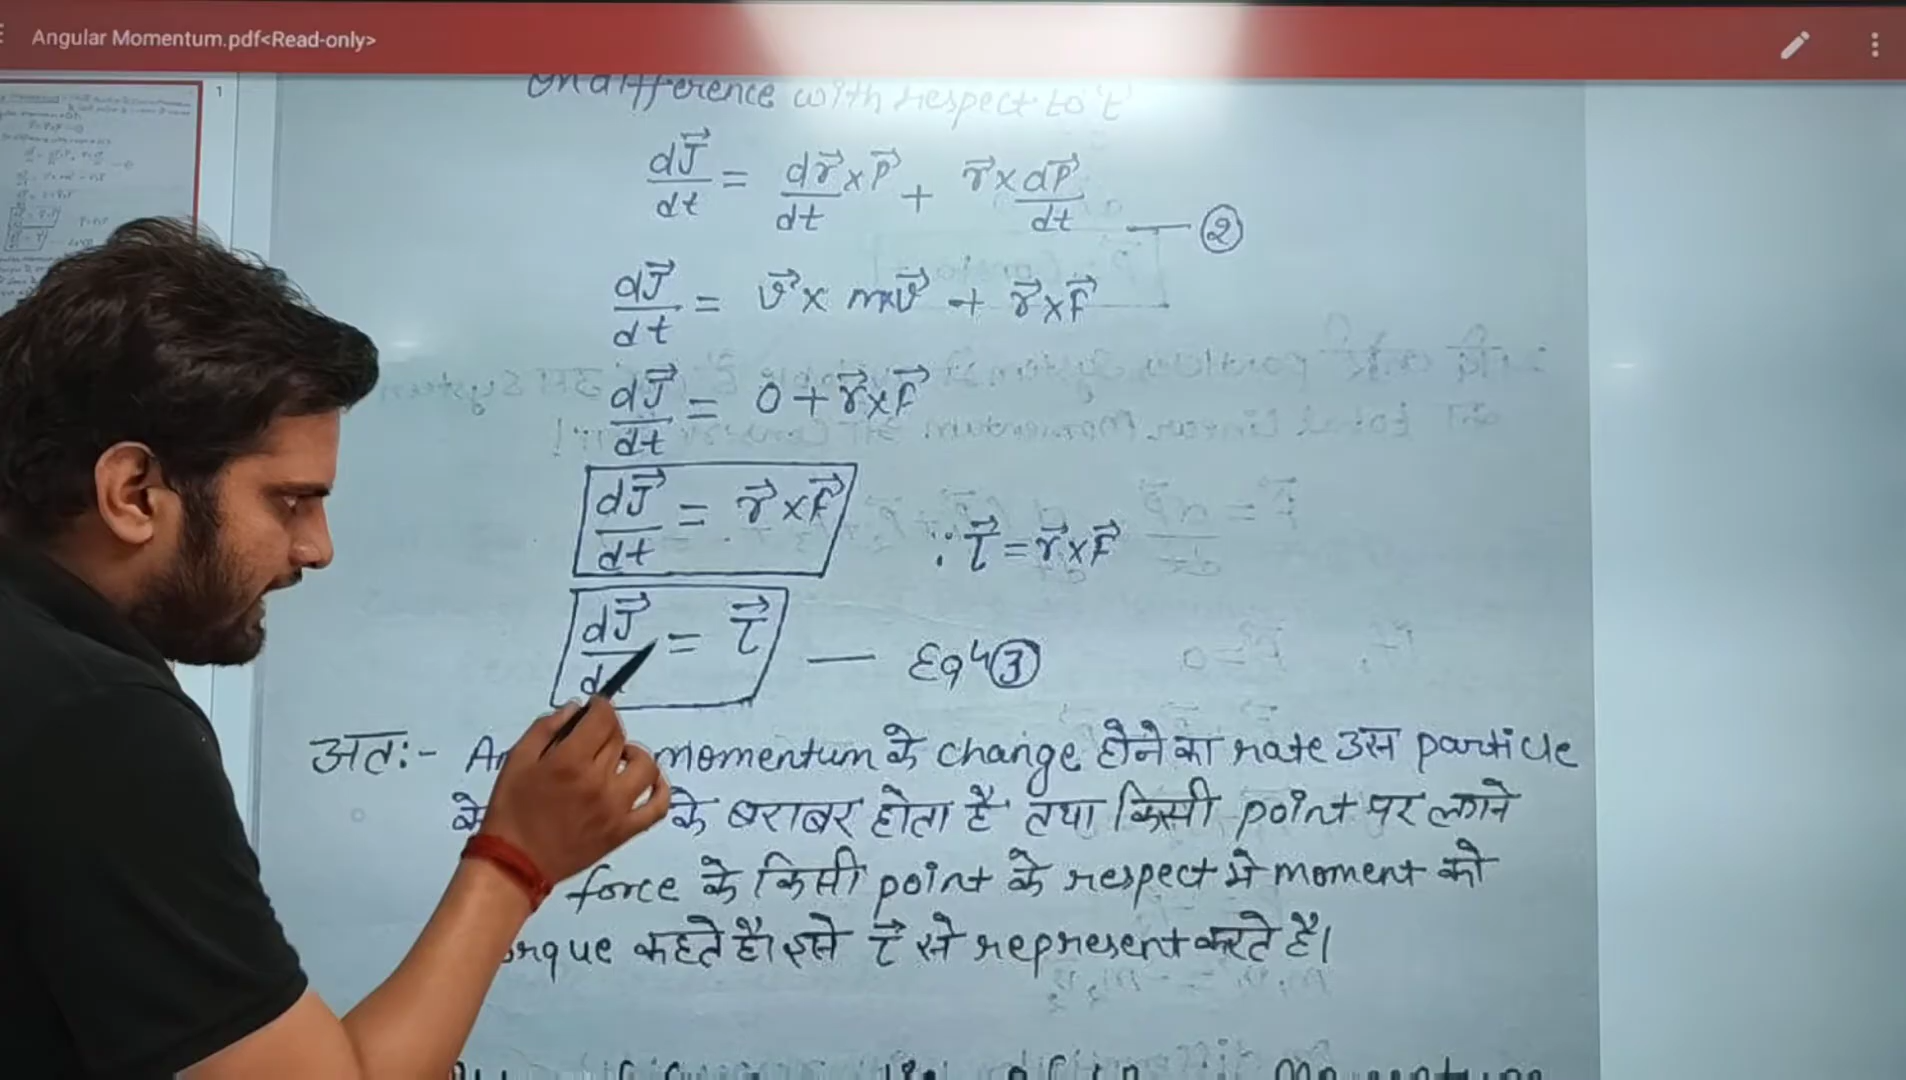 Angular Momentum.pdf<Read-only>
1
On difference with respect to 't'
dJ⃗/dt = dr⃗/dt × P⃗ + r⃗ × dP⃗/dt — ②
dJ⃗/dt = v⃗ × m×v⃗ + r⃗×F⃗
dJ⃗/dt = 0 + r⃗×F⃗
dJ⃗/dt = r⃗×F⃗ ∵ τ⃗ = r⃗×F⃗
dJ⃗/dt = τ⃗ — Eqⁿ ③
अतः:- momentum के change होने का rate उस particle
के के बराबर होता है तथा किसी point पर लगने
force के किसी point के respect में moment को
कहते है। इसे τ⃗ से represent करते है।